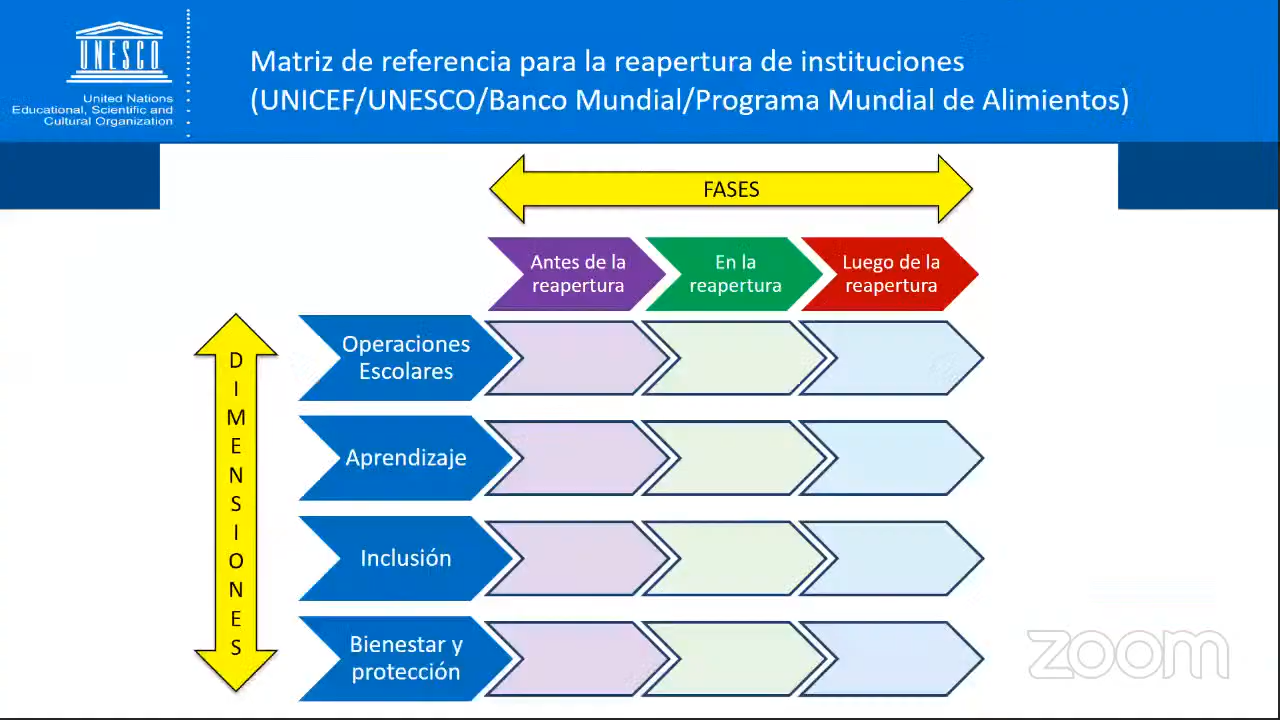 UNESCO
United Nations
Educational, Scientific and
Cultural Organization
Matriz de referencia para la reapertura de instituciones
(UNICEF/UNESCO/Banco Mundial/Programa Mundial de Alimientos)
FASES
Antes de la
reapertura
En la
reapertura
Luego de la
reapertura
DIMENSIONES
Operaciones
Escolares
Aprendizaje
Inclusión
Bienestar y
protección
zoom